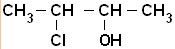 CH₃ – CH – CH – CH₃
Cl OH